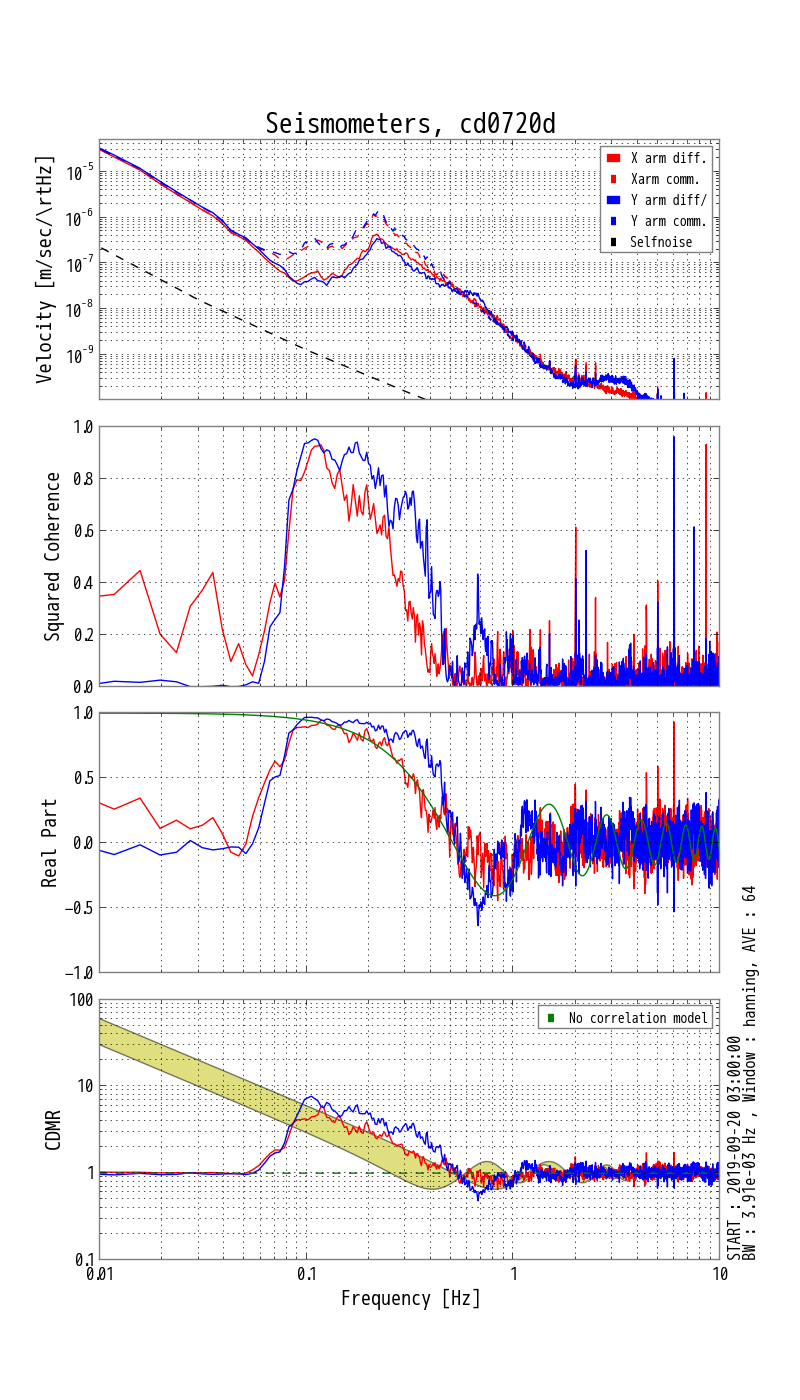 Seismometers, cd0720d
Velocity [m/sec/\rtHz]
10⁻⁵
10⁻⁶
10⁻⁷
10⁻⁸
10⁻⁹
X arm diff.
Xarm comm.
Y arm diff/
Y arm comm.
Selfnoise
Squared Coherence
1.0
0.8
0.6
0.4
0.2
0.0
Real Part
1.0
0.5
0.0
−0.5
−1.0
CDMR
100
10
1
0.1
No correlation model
0.01 0.1 1 10
Frequency [Hz]
START : 2019-09-20 03:00:00
BW : 3.91e-03 Hz , Window : hanning, AVE : 64